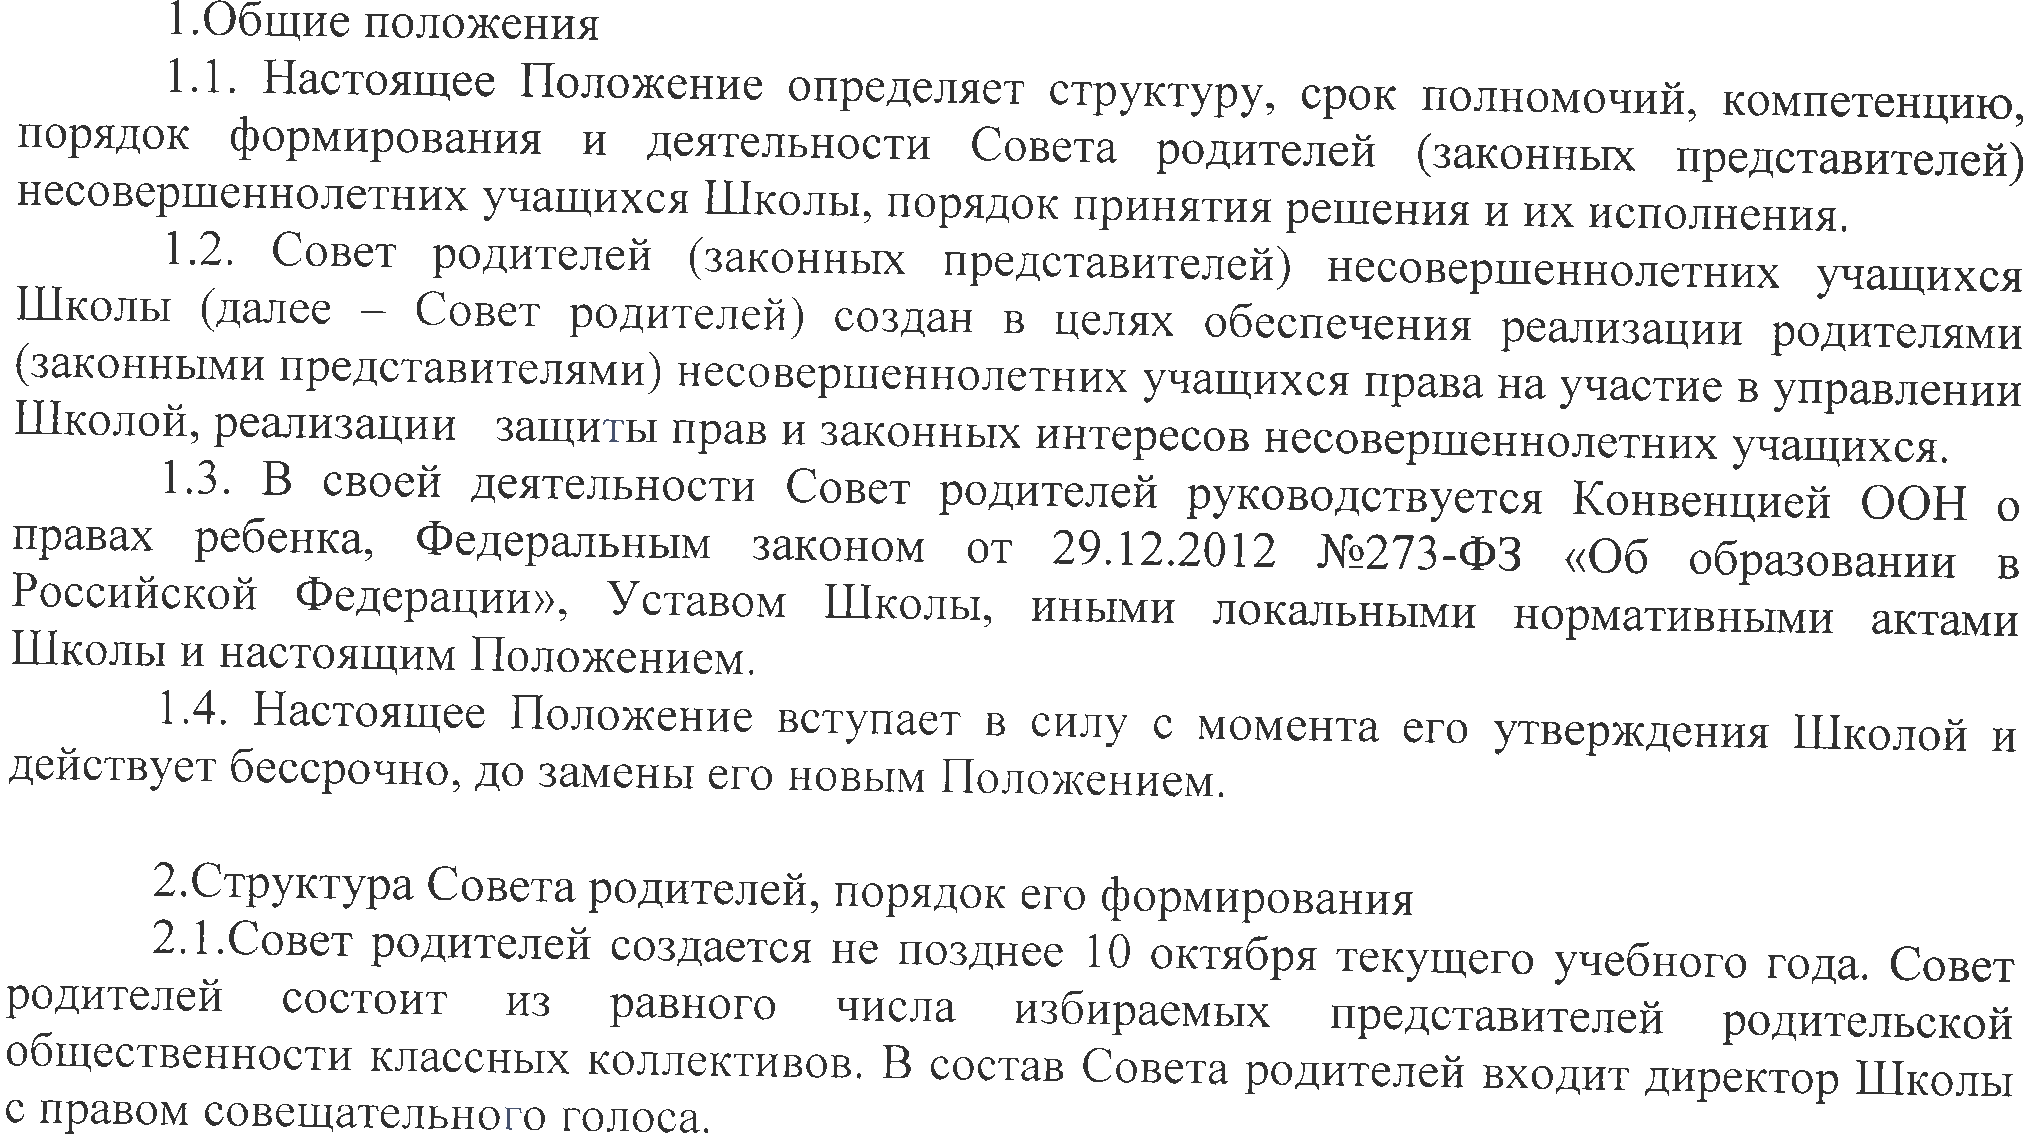 1.Общие положения
1.1. Настоящее Положение определяет структуру, срок полномочий, компетенцию,
порядок формирования и деятельности Совета родителей (законных представителей)
несовершеннолетних учащихся Школы, порядок принятия решения и их исполнения.
1.2. Совет родителей (законных представителей) несовершеннолетних учащихся
Школы (далее – Совет родителей) создан в целях обеспечения реализации родителями
(законными представителями) несовершеннолетних учащихся права на участие в управлении
Школой, реализации защиты прав и законных интересов несовершеннолетних учащихся.
1.3. В своей деятельности Совет родителей руководствуется Конвенцией ООН о
правах ребенка, Федеральным законом от 29.12.2012 №273-ФЗ «Об образовании в
Российской Федерации», Уставом Школы, иными локальными нормативными актами
Школы и настоящим Положением.
1.4. Настоящее Положение вступает в силу с момента его утверждения Школой и
действует бессрочно, до замены его новым Положением.
2.Структура Совета родителей, порядок его формирования
2.1.Совет родителей создается не позднее 10 октября текущего учебного года. Совет
родителей состоит из равного числа избираемых представителей родительской
общественности классных коллективов. В состав Совета родителей входит директор Школы
с правом совещательного голоса.